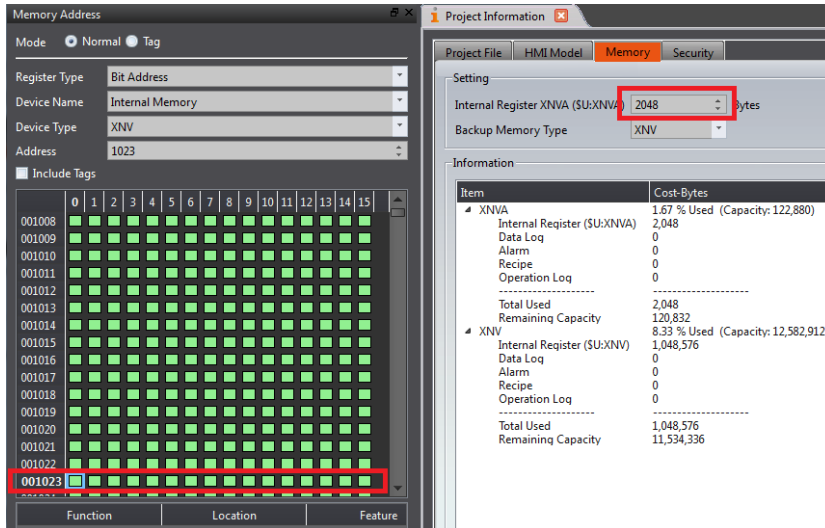 Memory Address
Mode Normal Tag
Register Type Bit Address
Device Name Internal Memory
Device Type XNV
Address 1023
Include Tags
0 1 2 3 4 5 6 7 8 9 10 11 12 13 14 15
001008
001009
001010
001011
001012
001013
001014
001015
001016
001017
001018
001019
001020
001021
001022
001023
Function Location Feature
Project Information
Project File HMI Model Memory Security
Setting
Internal Register XNVA ($U:XNVA) 2048 Bytes
Backup Memory Type XNV
Information
Item Cost-Bytes
XNVA 1.67 % Used (Capacity: 122,880)
Internal Register ($U:XNVA) 2,048
Data Log 0
Alarm 0
Recipe 0
Operation Log 0
--------------------- ---------------------
Total Used 2,048
Remaining Capacity 120,832
XNV 8.33 % Used (Capacity: 12,582,912
Internal Register ($U:XNV) 1,048,576
Data Log 0
Alarm 0
Recipe 0
Operation Log 0
--------------------- ---------------------
Total Used 1,048,576
Remaining Capacity 11,534,336